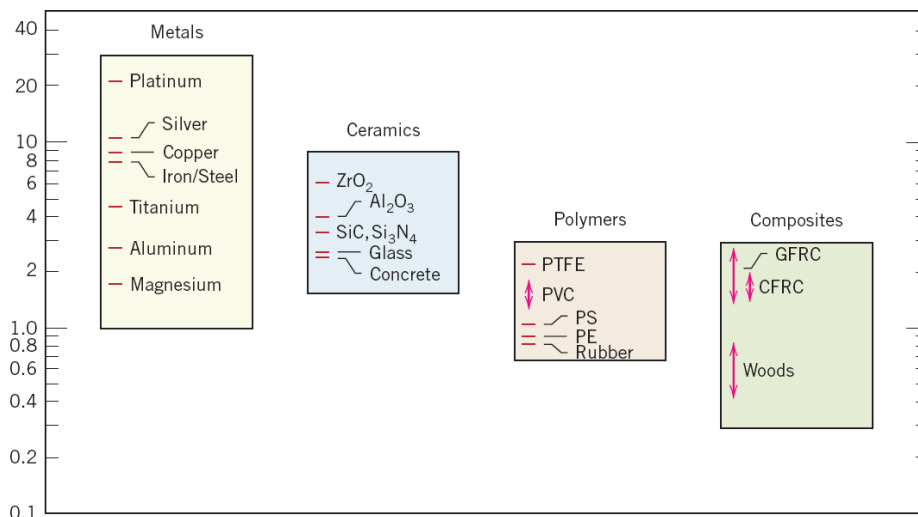 40
20
10
8
6
4
2
1.0
0.8
0.6
0.4
0.2
0.1
Metals
Platinum
Silver
Copper
Iron/Steel
Titanium
Aluminum
Magnesium
Ceramics
ZrO₂
Al₂O₃
SiC, Si₃N₄
Glass
Concrete
Polymers
PTFE
PVC
PS
PE
Rubber
Composites
GFRC
CFRC
Woods